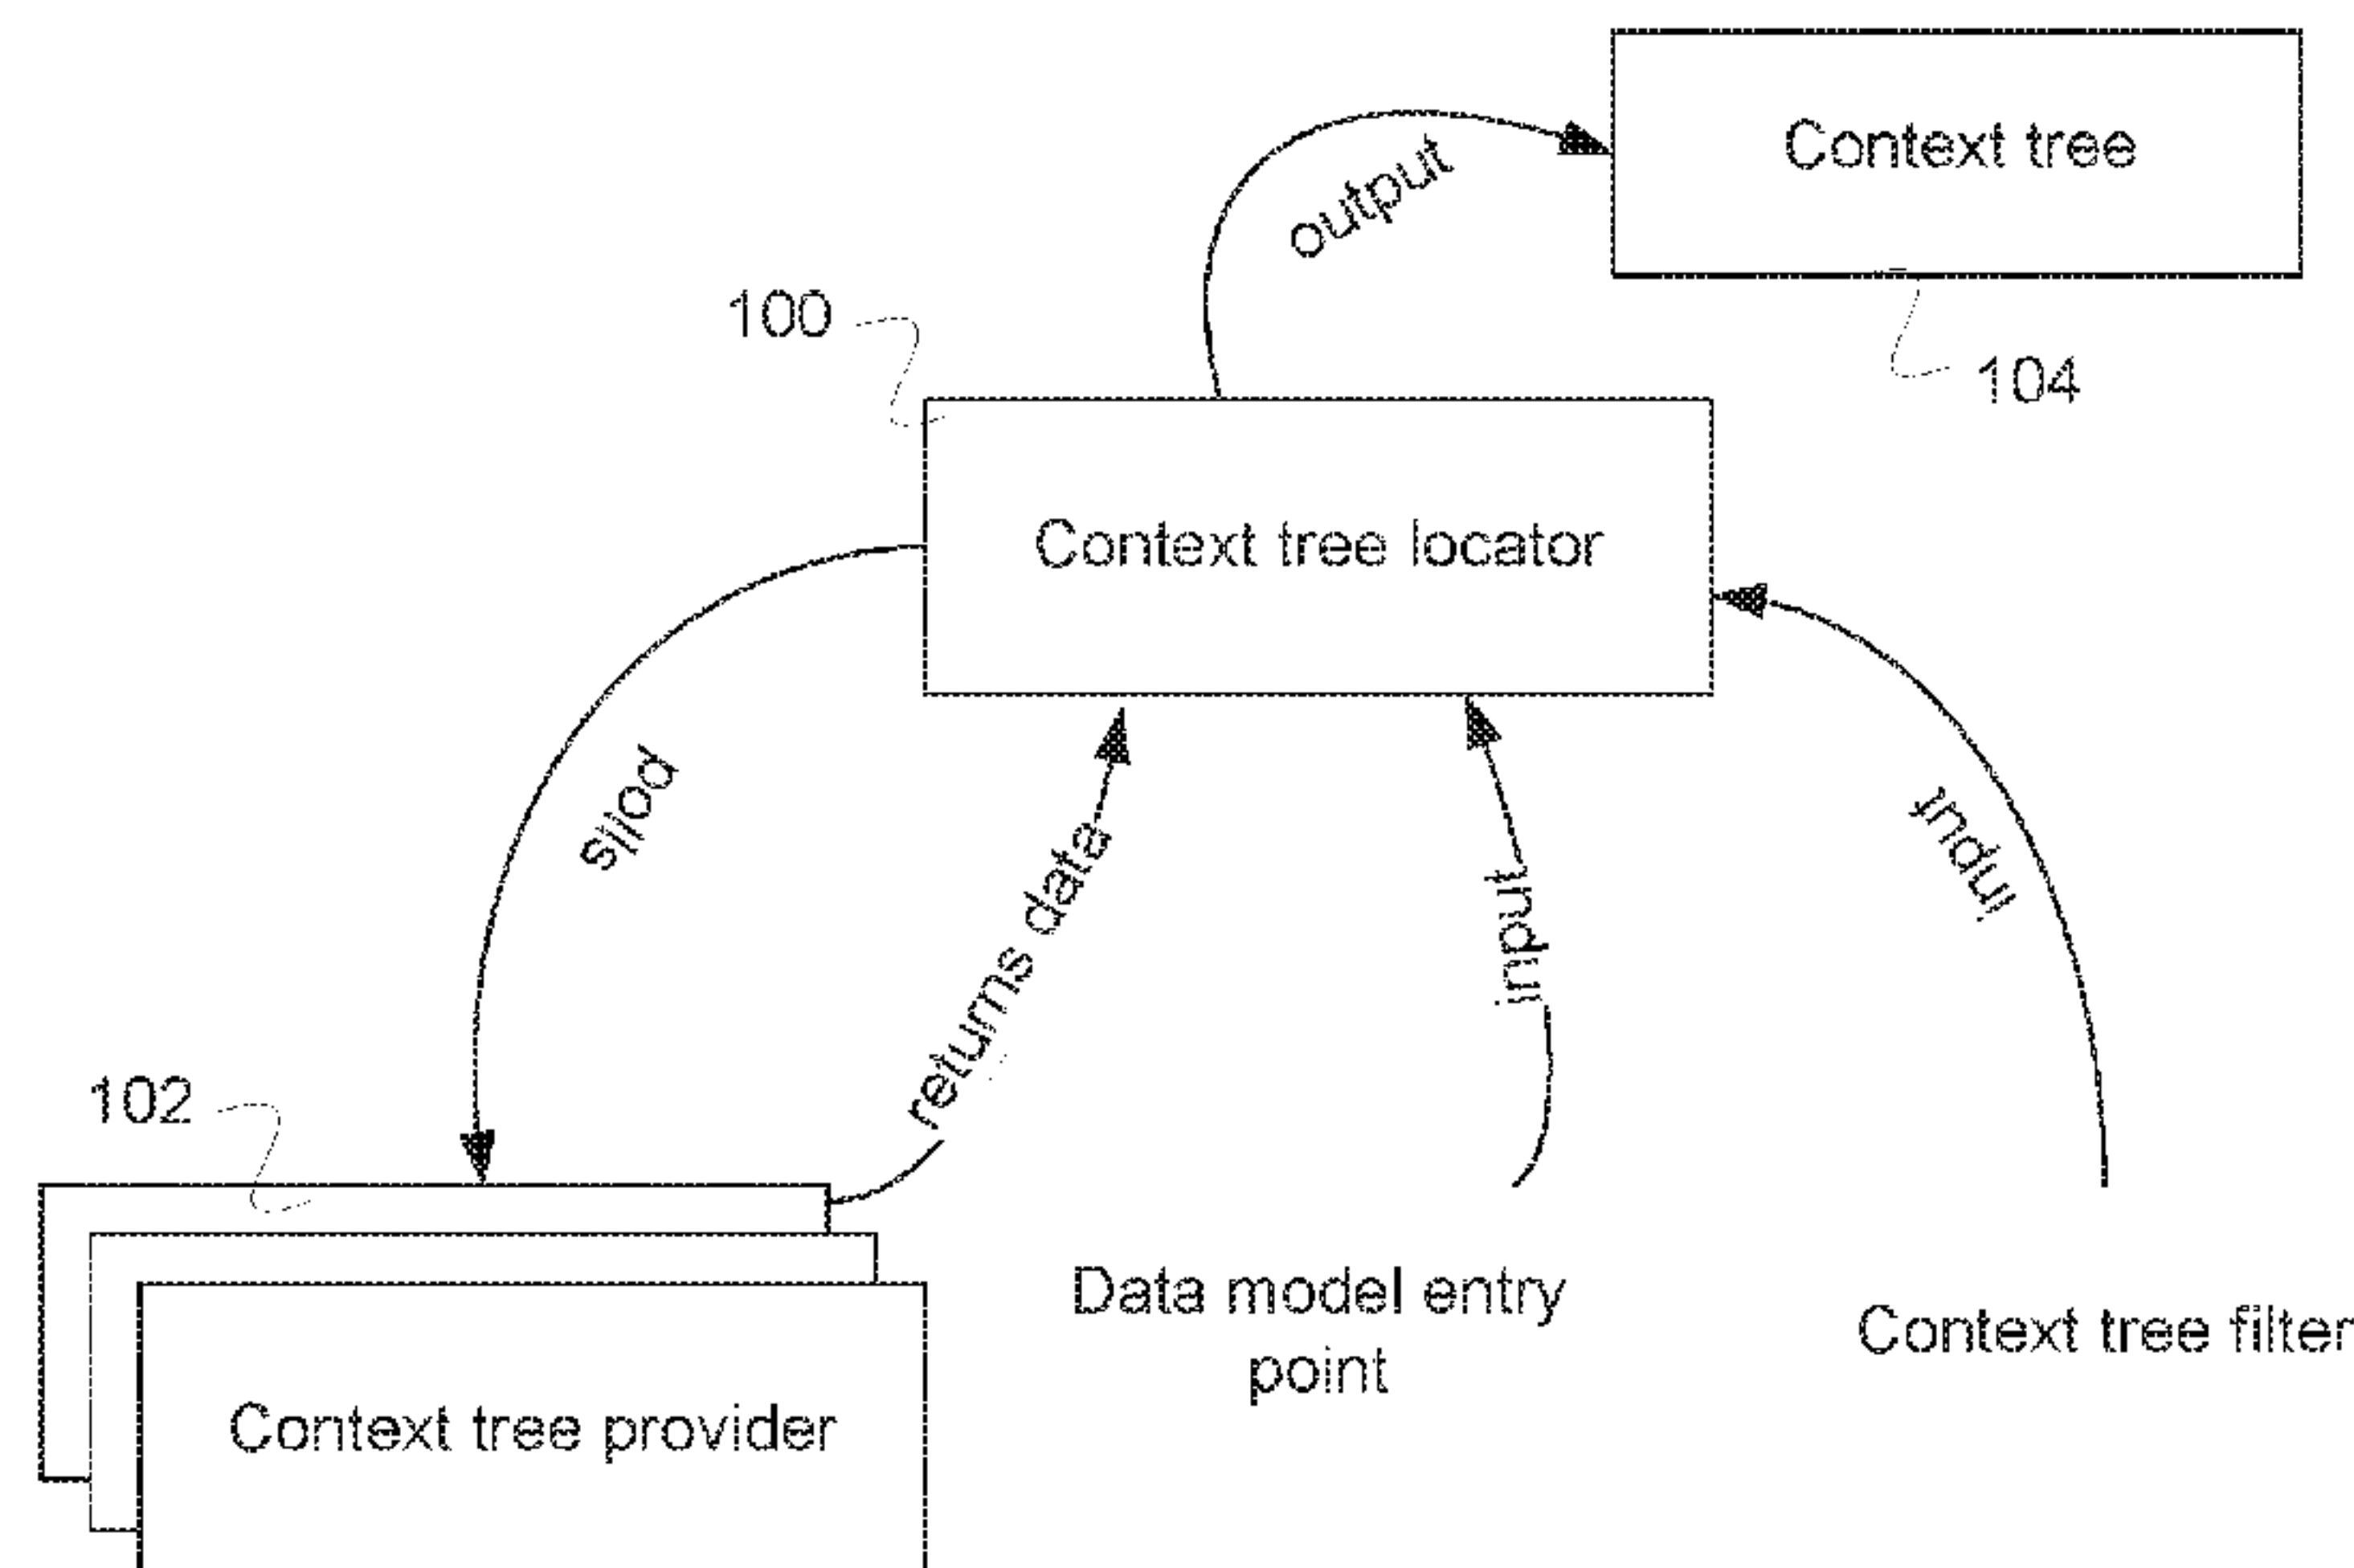 Context tree
output
100
104
Context tree locator
polls
returns data
input
input
102
Data model entry
point
Context tree filter
Context tree provider